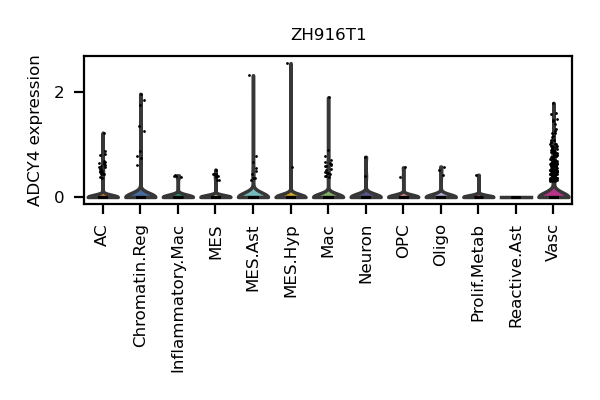 ZH916T1
ADCY4 expression
2
0
AC
Chromatin.Reg
Inflammatory.Mac
MES
MES.Ast
MES.Hyp
Mac
Neuron
OPC
Oligo
Prolif.Metab
Reactive.Ast
Vasc